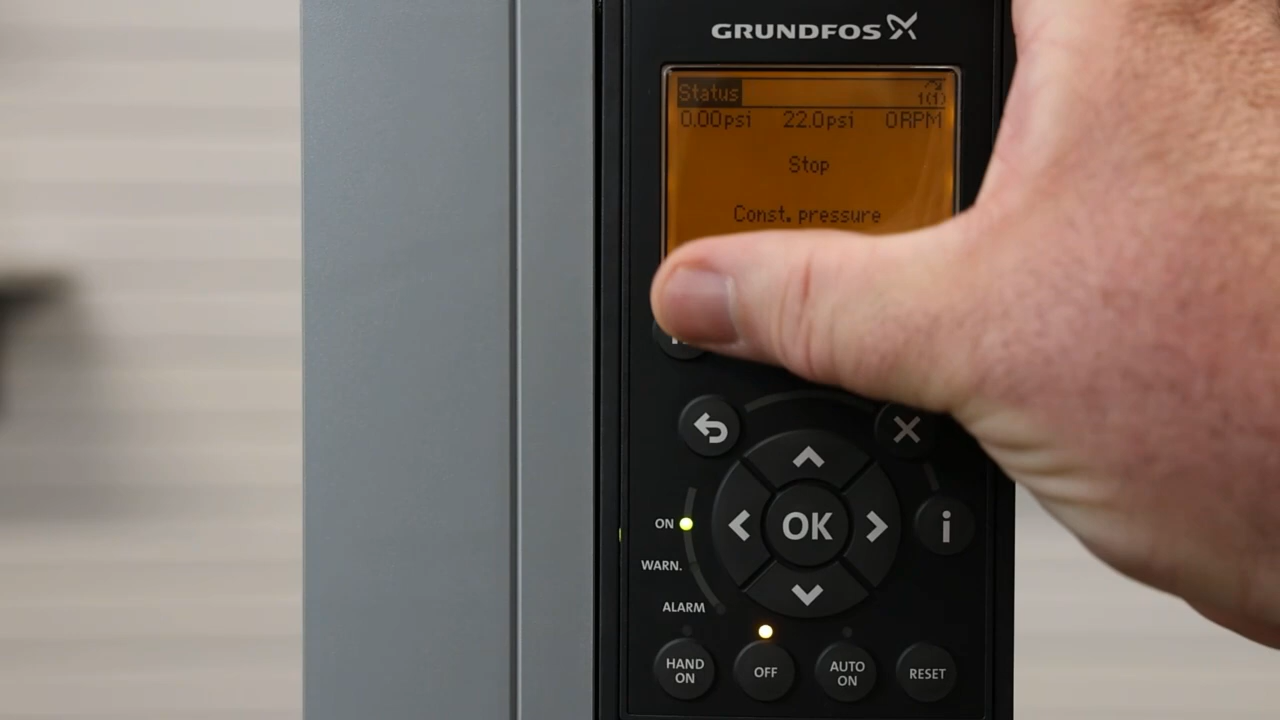 GRUNDFOS
Status
1(1)
0.00psi 22.0psi 0RPM
Stop
Const. pressure
OK
i
ON
WARN.
ALARM
HAND ON
OFF
AUTO ON
RESET